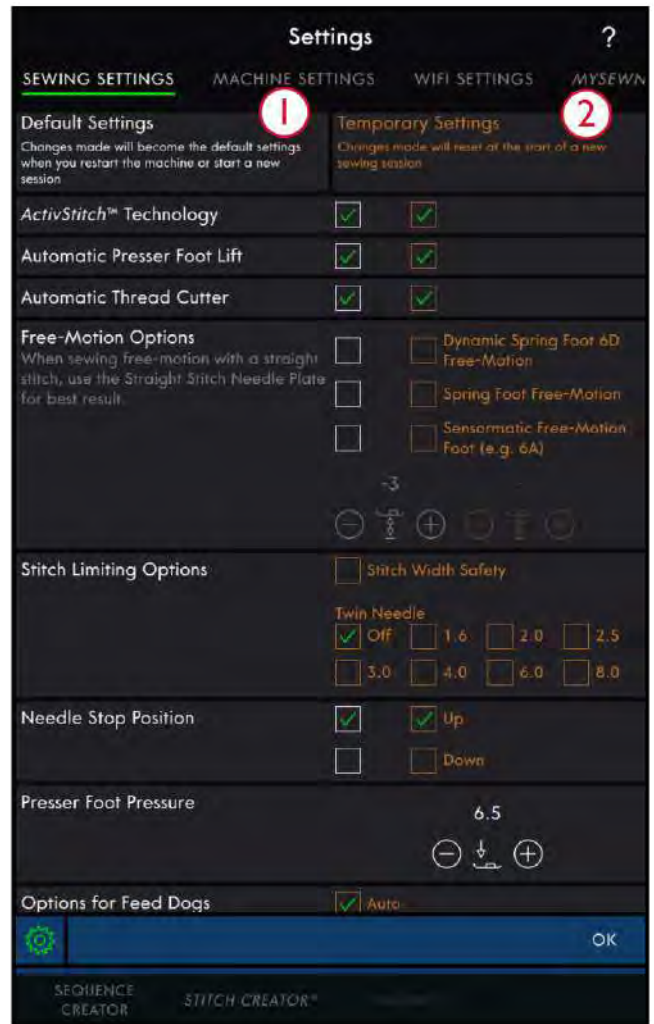 Settings
?
SEWING SETTINGS MACHINE SETTINGS WIFI SETTINGS MYSEWN
1 2
Default Settings
Changes made will become the default settings
when you restart the machine or start a new
session
Temporary Settings
Changes made will reset at the start of a new
sewing session
ActivStitch™ Technology
Automatic Presser Foot Lift
Automatic Thread Cutter
Free-Motion Options
When sewing free-motion with a straight
stitch, use the Straight Stitch Needle Plate
for best result.
Dynamic Spring Foot 6D
Free-Motion
Spring Foot Free-Motion
Sensormatic Free-Motion
Foot (e.g. 6A)
-3
Stitch Limiting Options
Stitch Width Safety
Twin Needle
Off 1.6 2.0 2.5
3.0 4.0 6.0 8.0
Needle Stop Position
Up
Down
Presser Foot Pressure
6.5
Options for Feed Dogs
Auto
OK
SEQUENCE
CREATOR
STITCH CREATOR™